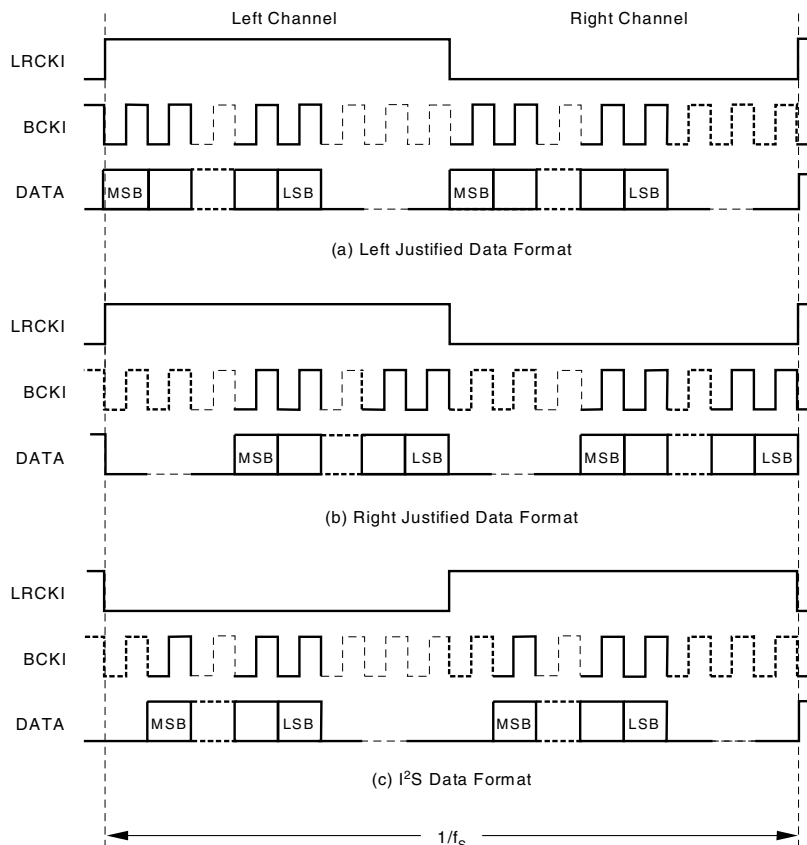 Left Channel Right Channel
LRCKI
BCKI
DATA MSB LSB MSB LSB
(a) Left Justified Data Format
LRCKI
BCKI
DATA MSB LSB MSB LSB
(b) Right Justified Data Format
LRCKI
BCKI
DATA MSB LSB MSB LSB
(c) I²S Data Format
1/fₛ